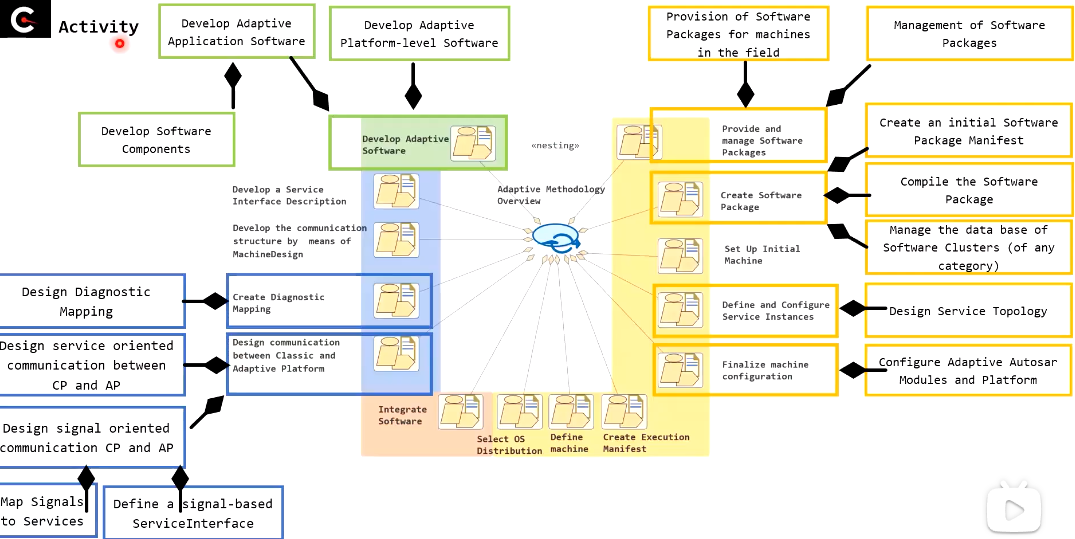 Activity
Develop Adaptive
Application Software
Develop Adaptive
Platform-level Software
Provision of Software
Packages for machines
in the field
Management of Software
Packages
Develop Software
Components
Develop Adaptive
Software
«nesting»
Provide and
manage Software
Packages
Create an initial Software
Package Manifest
Develop a Service
Interface Description
Adaptive Methodology
Overview
Create Software
Package
Compile the Software
Package
Develop the communication
structure by means of
MachineDesign
Set Up Initial
Machine
Manage the data base of
Software Clusters (of any
category)
Design Diagnostic
Mapping
Create Diagnostic
Mapping
Define and Configure
Service Instances
Design Service Topology
Design service oriented
communication between
CP and AP
Design communication
between Classic and
Adaptive Platform
Finalize machine
configuration
Configure Adaptive Autosar
Modules and Platform
Design signal oriented
communication CP and AP
Integrate
Software
Select OS
Distribution
Define
machine
Create Execution
Manifest
Map Signals
to Services
Define a signal-based
ServiceInterface